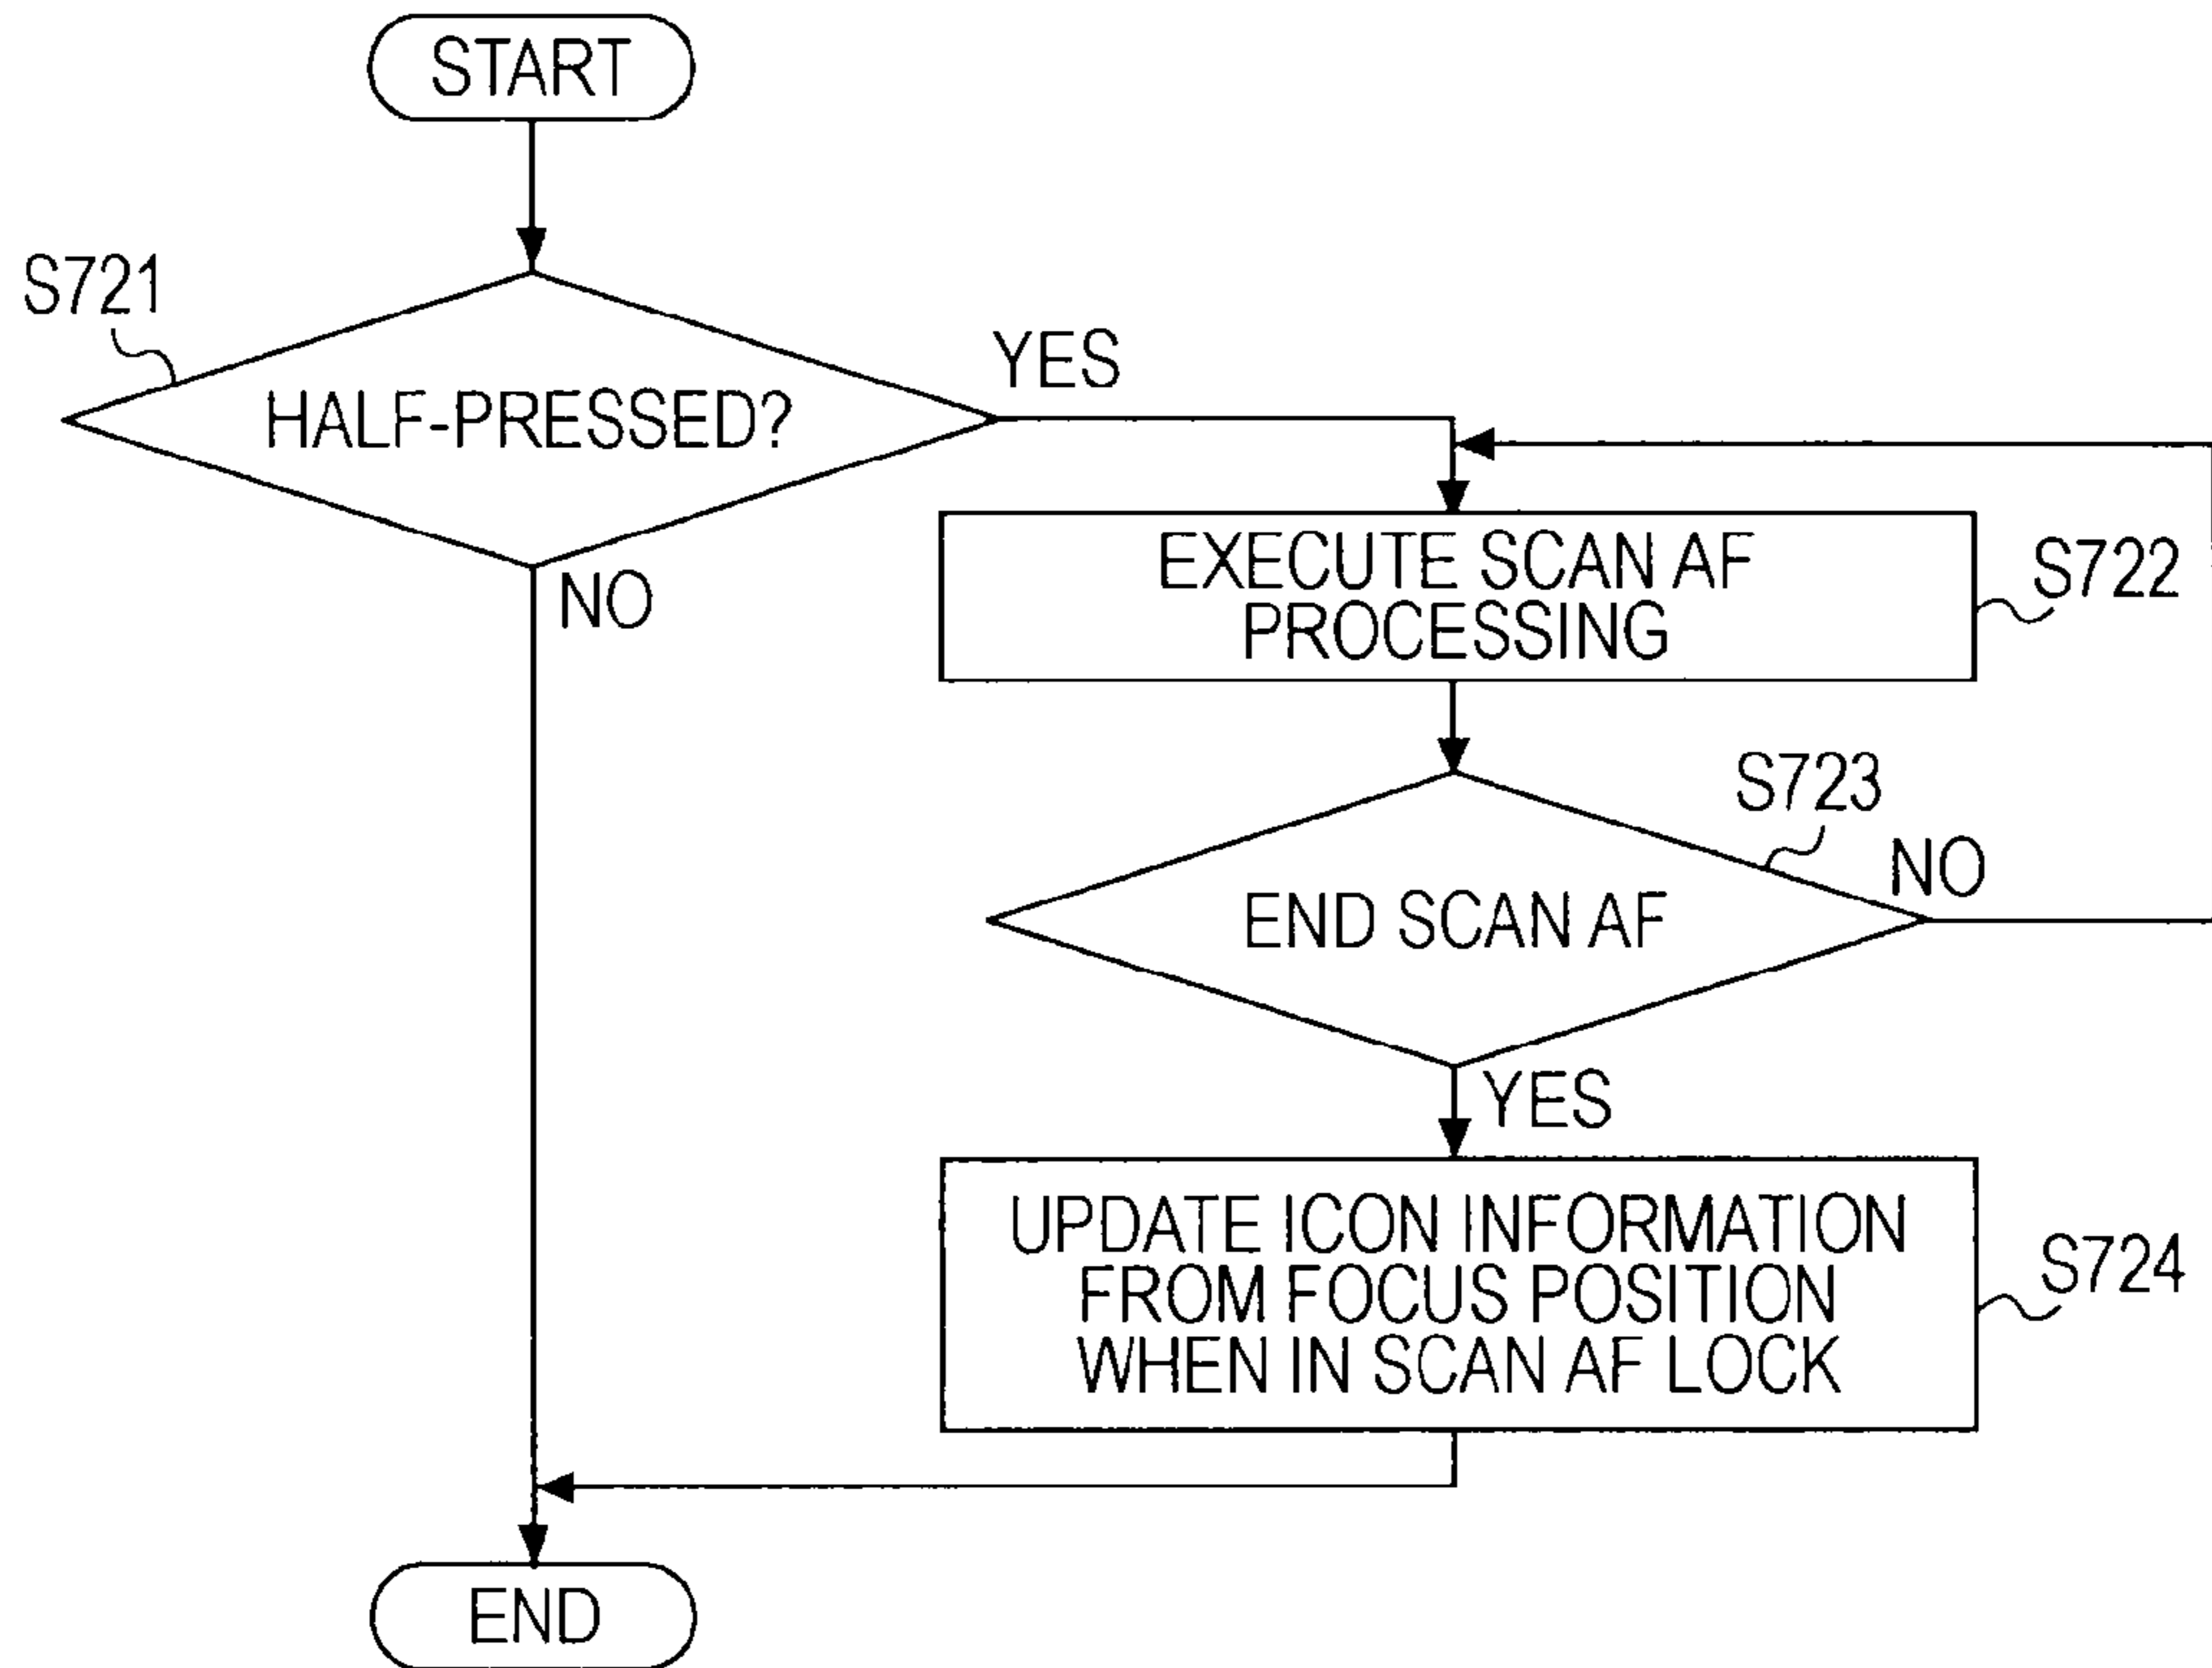 START
S721
HALF-PRESSED?
YES
NO
EXECUTE SCAN AF
PROCESSING
S722
S723
END SCAN AF
NO
YES
UPDATE ICON INFORMATION
FROM FOCUS POSITION
WHEN IN SCAN AF LOCK
S724
END